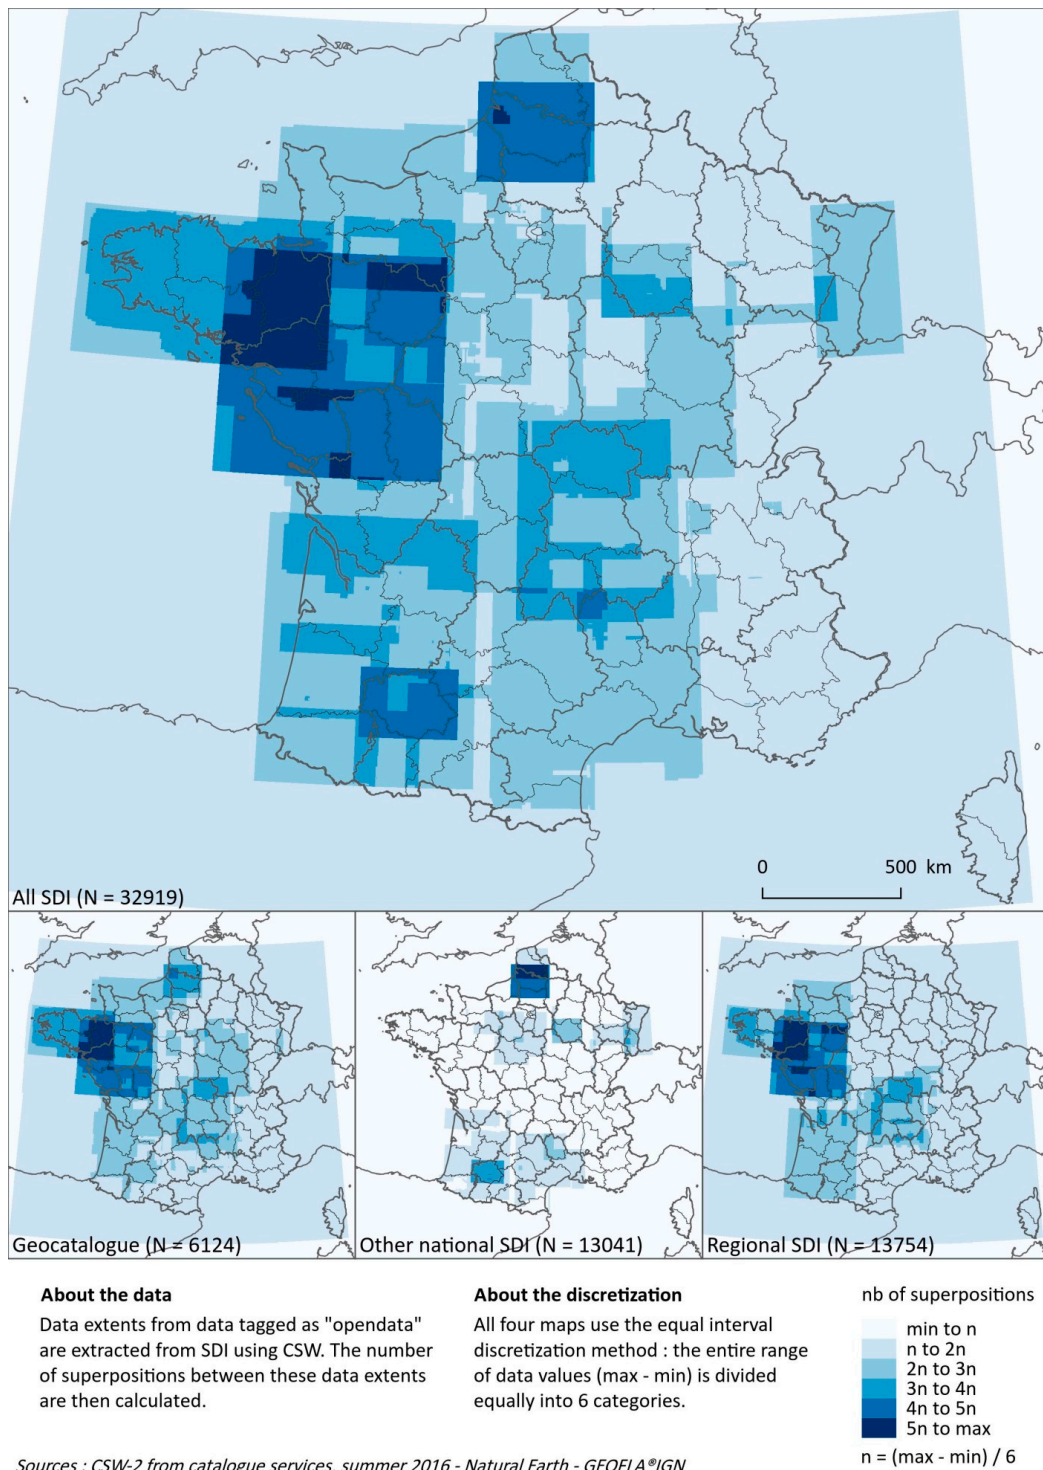 All SDI (N = 32919)
0 500 km
Geocatalogue (N = 6124)
Other national SDI (N = 13041)
Regional SDI (N = 13754)
About the data
Data extents from data tagged as "opendata"
are extracted from SDI using CSW. The number
of superpositions between these data extents
are then calculated.
About the discretization
All four maps use the equal interval
discretization method : the entire range
of data values (max - min) is divided
equally into 6 categories.
nb of superpositions
min to n
n to 2n
2n to 3n
3n to 4n
4n to 5n
5n to max
n = (max - min) / 6
Sources : CSW-2 from catalogue services, summer 2016 - Natural Earth - GEOFLA®IGN